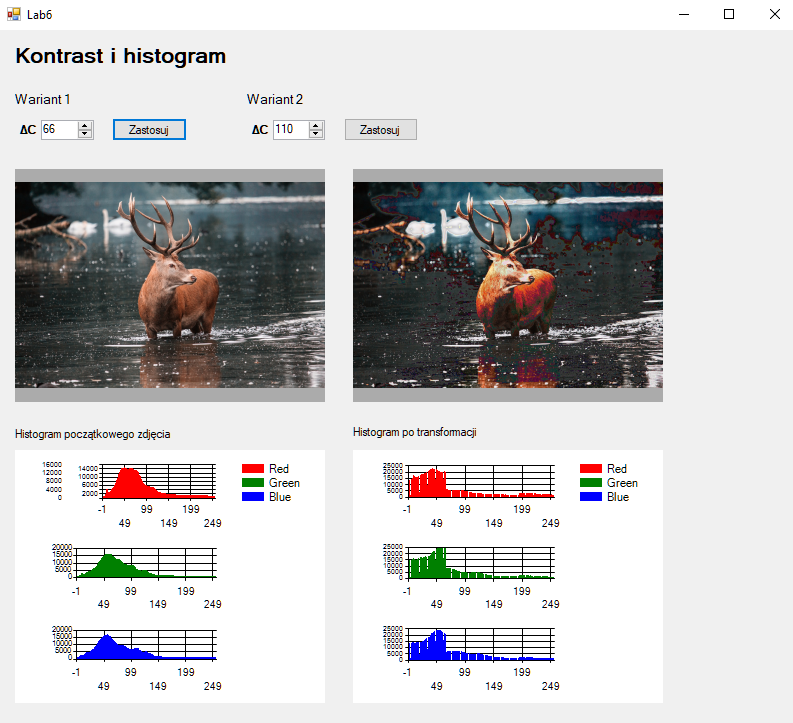 Lab6
Kontrast i histogram
Wariant 1 Wariant 2
ΔC 66 Zastosuj ΔC 110 Zastosuj
Histogram początkowego zdjęcia Histogram po transformacji
16000 14000 25000
12000 10000 20000
8000 6000 15000
4000 2000 10000
0 5000
0
Red Red
Green Green
Blue Blue
-1 99 199 -1 99 199
49 149 249 49 149 249
20000 25000
15000 20000
10000 15000
5000 10000
0 5000
0
-1 99 199 -1 99 199
49 149 249 49 149 249
20000 25000
15000 20000
10000 15000
5000 10000
0 5000
0
-1 99 199 -1 99 199
49 149 249 49 149 249